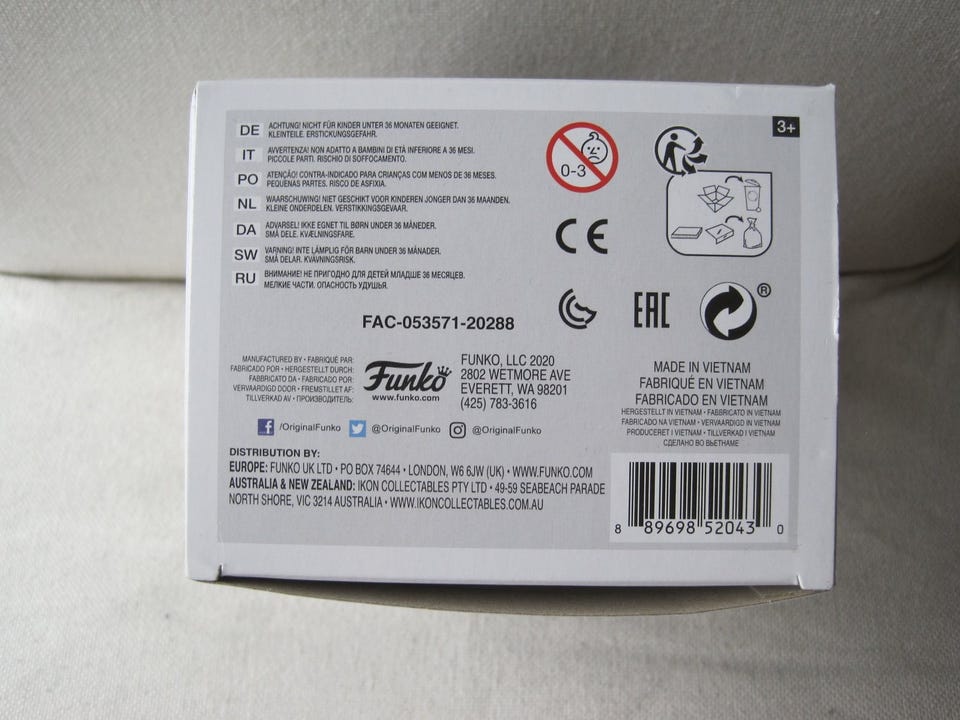 DE ACHTUNG! NICHT FÜR KINDER UNTER 36 MONATEN GEEIGNET.
KLEINTEILE. ERSTICKUNGSGEFAHR.
IT AVVERTENZA! NON ADATTO A BAMBINI DI ETÀ INFERIORE A 36 MESI.
PICCOLE PARTI. RISCHIO DI SOFFOCAMENTO.
PO ATENÇÃO! CONTRA-INDICADO PARA CRIANÇAS COM MENOS DE 36 MESES.
PEQUENAS PARTES. RISCO DE ASFIXIA.
NL WAARSCHUWING! NIET GESCHIKT VOOR KINDEREN JONGER DAN 36 MAANDEN.
KLEINE ONDERDELEN. VERSTIKKINGSGEVAAR.
DA ADVARSEL! IKKE EGNET TIL BØRN UNDER 36 MÅNEDER.
SMÅ DELE. KVÆLNINGSFARE.
SW VARNING! INTE LÄMPLIG FÖR BARN UNDER 36 MÅNADER.
SMÅ DELAR. KVÄVNINGSRISK.
RU ВНИМАНИЕ! НЕ ПРИГОДНО ДЛЯ ДЕТЕЙ МЛАДШЕ 36 МЕСЯЦЕВ.
МЕЛКИЕ ЧАСТИ. ОПАСНОСТЬ УДУШЬЯ.
0-3
3+
CE
EAC
®
FAC-053571-20288
MANUFACTURED BY • FABRIQUÉ PAR:
FABRICADO POR • HERGESTELLT DURCH:
FABBRICATO DA • FABRICADO POR:
VERVAARDIGD DOOR • FREMSTILLET AF:
TILLVERKAD AV • ПРОИЗВОДИТЕЛЬ:
Funko
www.funko.com
FUNKO, LLC 2020
2802 WETMORE AVE
EVERETT, WA 98201
(425) 783-3616
MADE IN VIETNAM
FABRIQUÉ EN VIETNAM
FABRICADO EN VIETNAM
HERGESTELLT IN VIETNAM • FABBRICATO IN VIETNAM
FABRICADO NA VIETNAM • VERVAARDIGD IN VIETNAM
PRODUCERET I VIETNAM • TILLVERKAD I VIETNAM
СДЕЛАНО ВО ВЬЕТНАМЕ
f /OriginalFunko @OriginalFunko @OriginalFunko
DISTRIBUTION BY:
EUROPE: FUNKO UK LTD • PO BOX 74644 • LONDON, W6 6JW (UK) • WWW.FUNKO.COM
AUSTRALIA & NEW ZEALAND: IKON COLLECTABLES PTY LTD • 49-59 SEABEACH PARADE
NORTH SHORE, VIC 3214 AUSTRALIA • WWW.IKONCOLLECTABLES.COM.AU
8 89698 52043 0